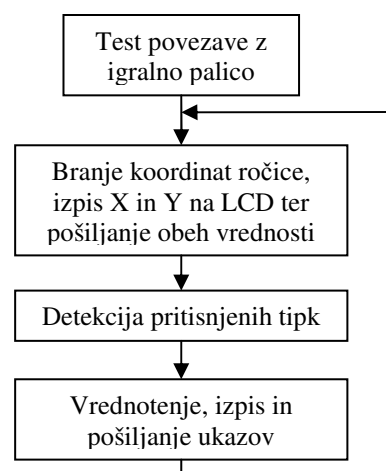 Test povezave z
igralno palico
Branje koordinat ročice,
izpis X in Y na LCD ter
pošiljanje obeh vrednosti
Detekcija pritisnjenih tipk
Vrednotenje, izpis in
pošiljanje ukazov